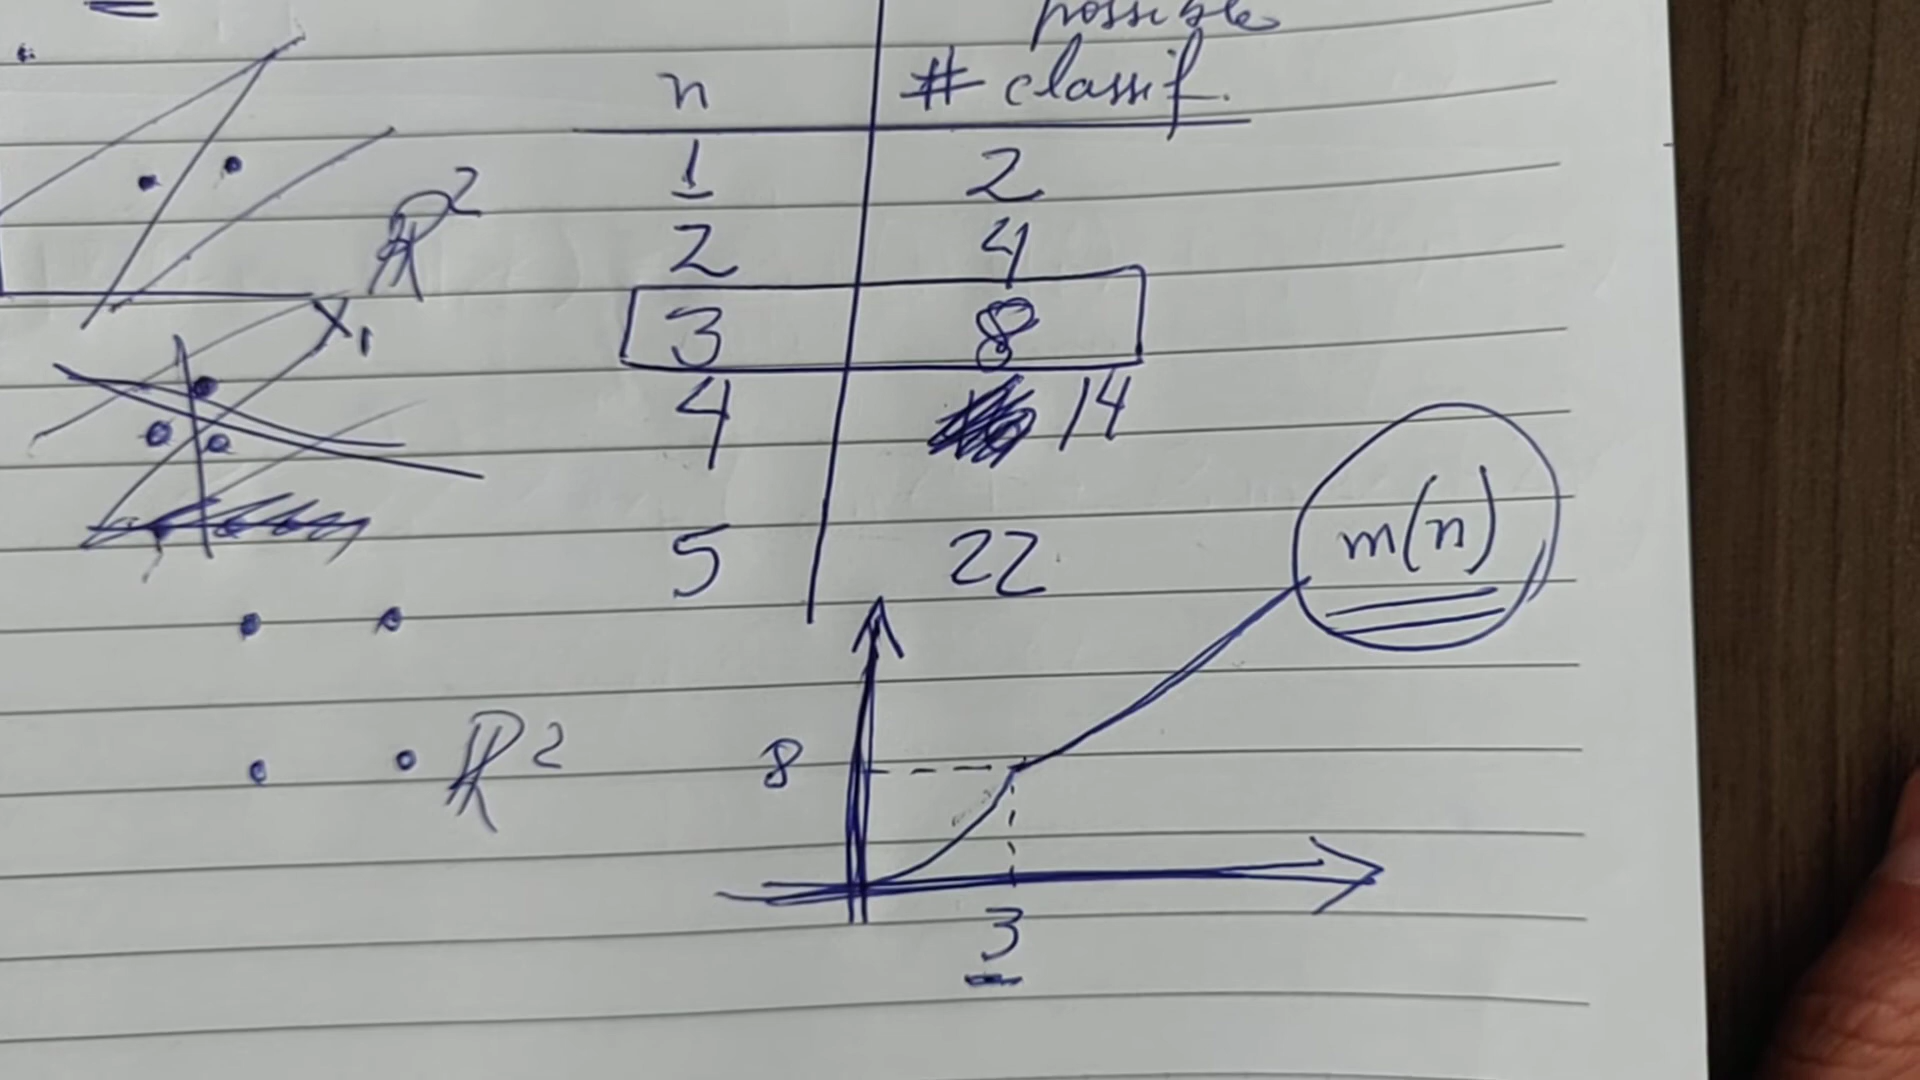 possible
n # classif.
1 2
ℝ² 2 4
X₁ 3 8
4 14
5 22
m(n)
ℝ² 8
3